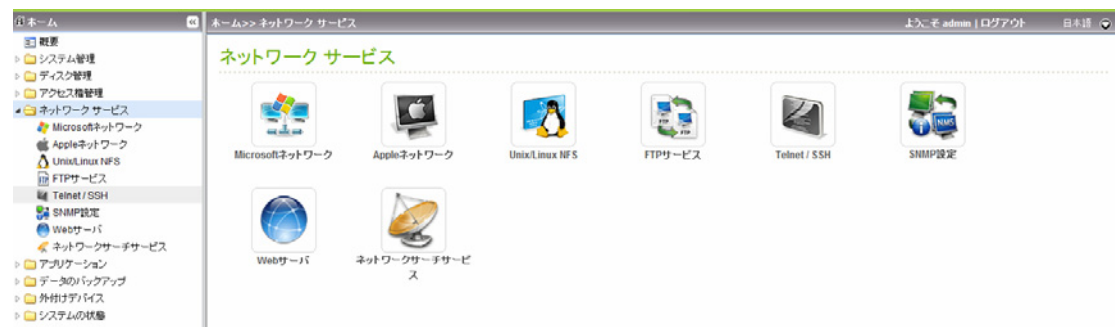 ホーム
ホーム>> ネットワーク サービス
ようこそ admin | ログアウト
日本語
概要
システム管理
ディスク管理
アクセス権管理
ネットワーク サービス
Microsoftネットワーク
Appleネットワーク
Unix/Linux NFS
FTPサービス
Telnet / SSH
SNMP設定
Webサーバ
ネットワークサーチサービス
アプリケーション
データのバックアップ
外付けデバイス
システムの状態
ネットワーク サービス
Microsoftネットワーク
Appleネットワーク
Unix/Linux NFS
FTPサービス
Telnet / SSH
SNMP設定
Webサーバ
ネットワークサーチサービ
ス